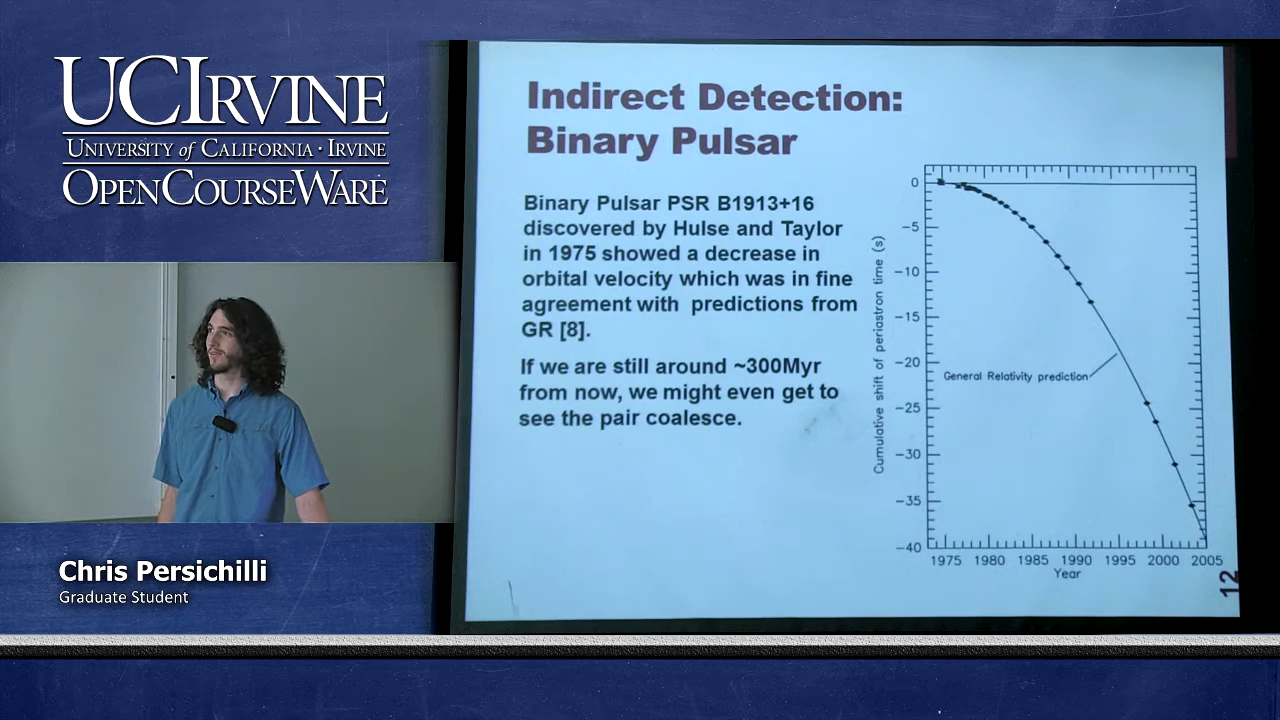 UCIRVINE
UNIVERSITY of CALIFORNIA · IRVINE
OPENCOURSEWARE
Chris Persichilli
Graduate Student
Indirect Detection:
Binary Pulsar
Binary Pulsar PSR B1913+16
discovered by Hulse and Taylor
in 1975 showed a decrease in
orbital velocity which was in fine
agreement with predictions from
GR [8].
If we are still around ~300Myr
from now, we might even get to
see the pair coalesce.
Cumulative shift of periastron time (s)
0
−5
−10
−15
−20
−25
−30
−35
−40
General Relativity prediction
1975 1980 1985 1990 1995 2000 2005
Year
12